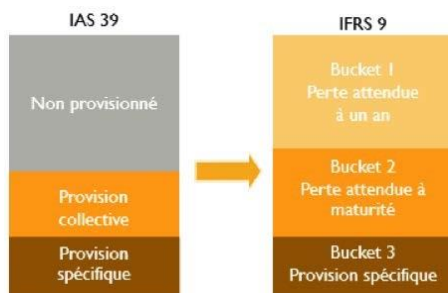 IAS 39
Non provisionné
Provision
collective
Provision
spécifique
IFRS 9
Bucket 1
Perte attendue
à un an
Bucket 2
Perte attendue à
maturité
Bucket 3
Provision spécifique